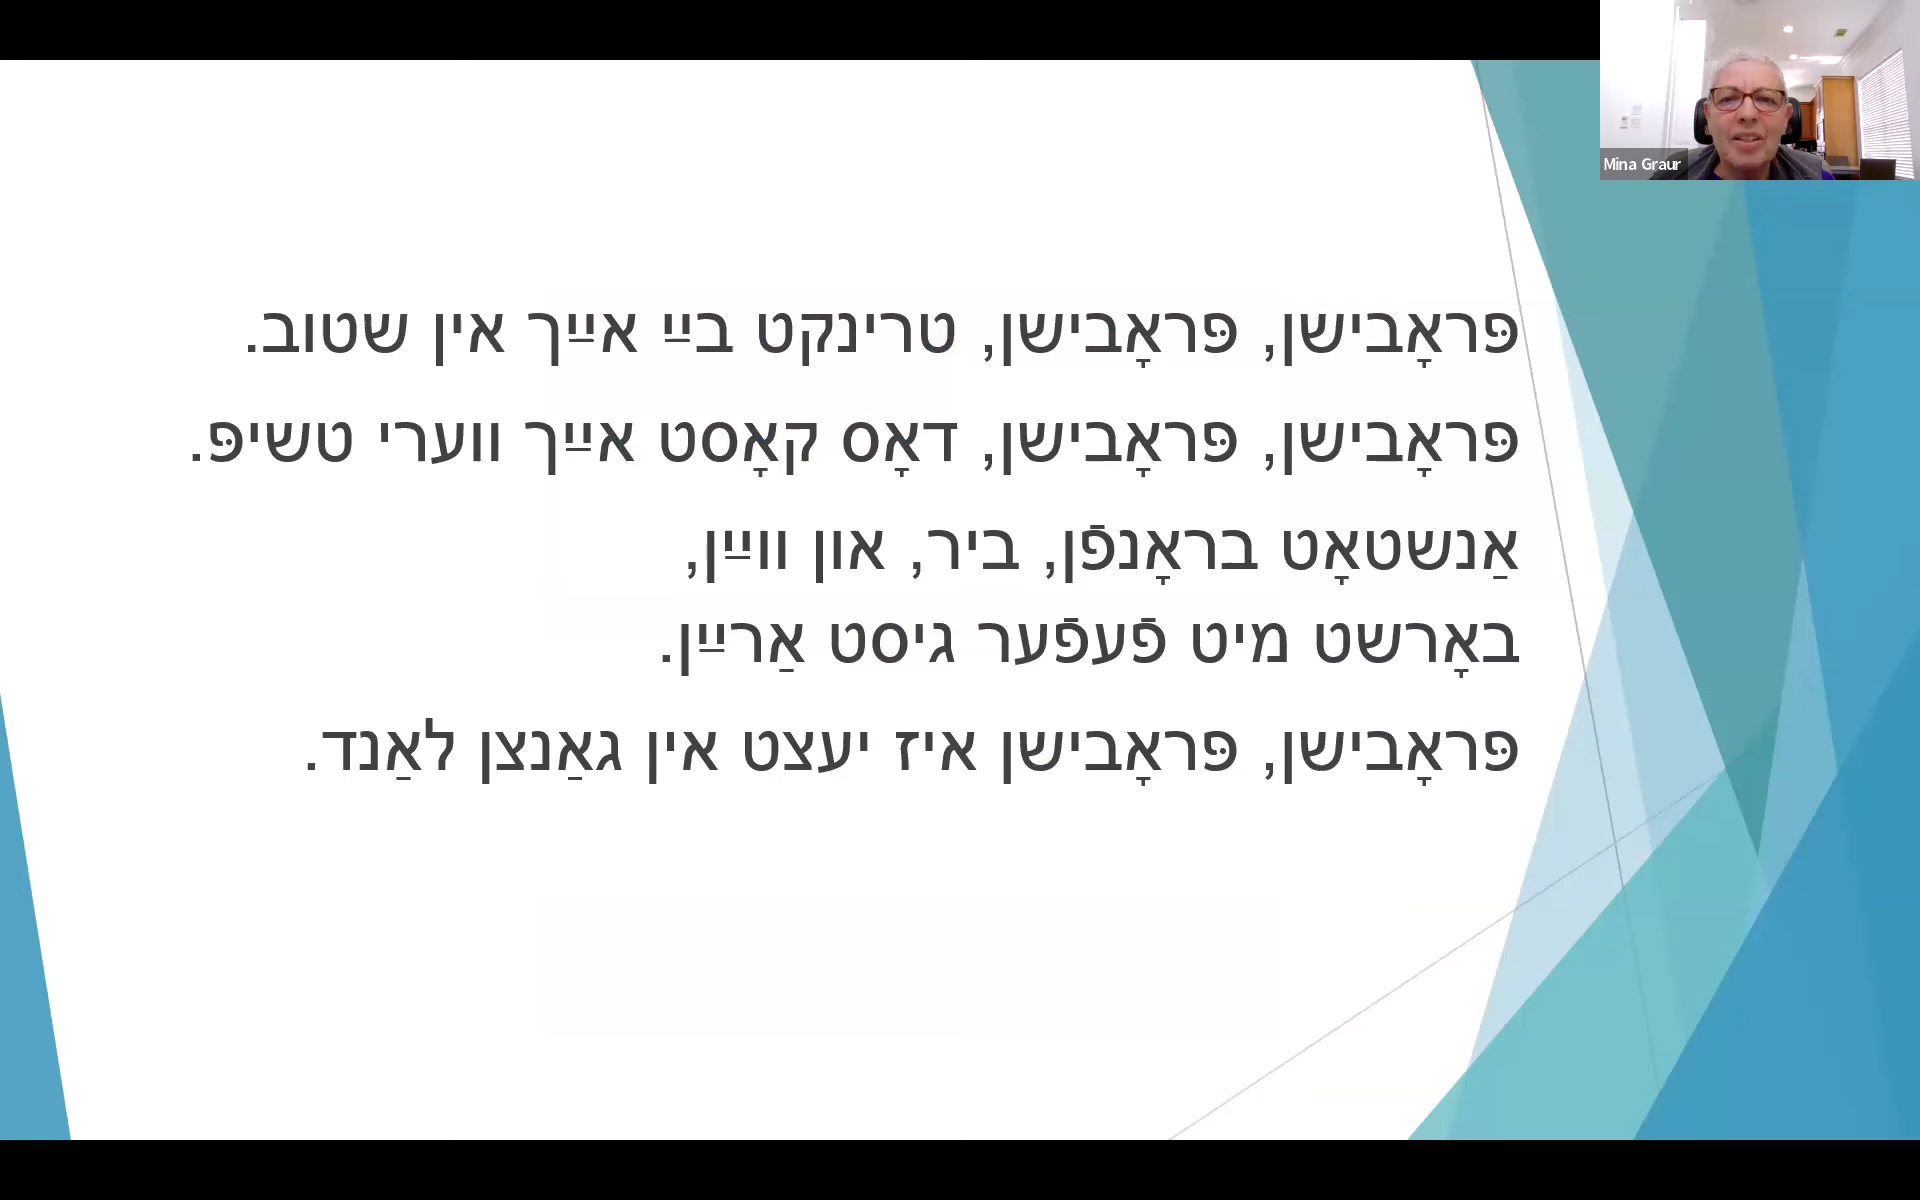 Mina Graur
פּראָבישן, פּראָבישן, טרינקט בײַ אײַך אין שטוב.
פּראָבישן, פּראָבישן, דאָס קאָסט אײַך ווערי טשיפּ.
אַנשטאָט בראָנפֿן, ביר, און ווײַן,
באָרשט מיט פֿעפֿער גיסט אַרײַן.
פּראָבישן, פּראָבישן איז יעצט אין גאַנצן לאַנד.